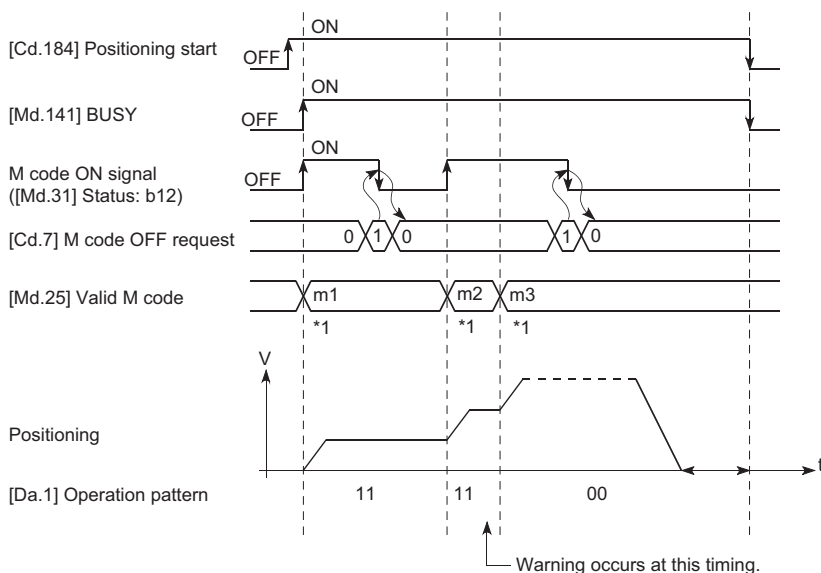 ON
[Cd.184] Positioning start
OFF
ON
[Md.141] BUSY
OFF
ON
M code ON signal
([Md.31] Status: b12)
OFF
[Cd.7] M code OFF request
0 1 0 1 0
[Md.25] Valid M code
m1 m2 m3
*1 *1 *1
V
Positioning
t
[Da.1] Operation pattern
11 11 00
Warning occurs at this timing.